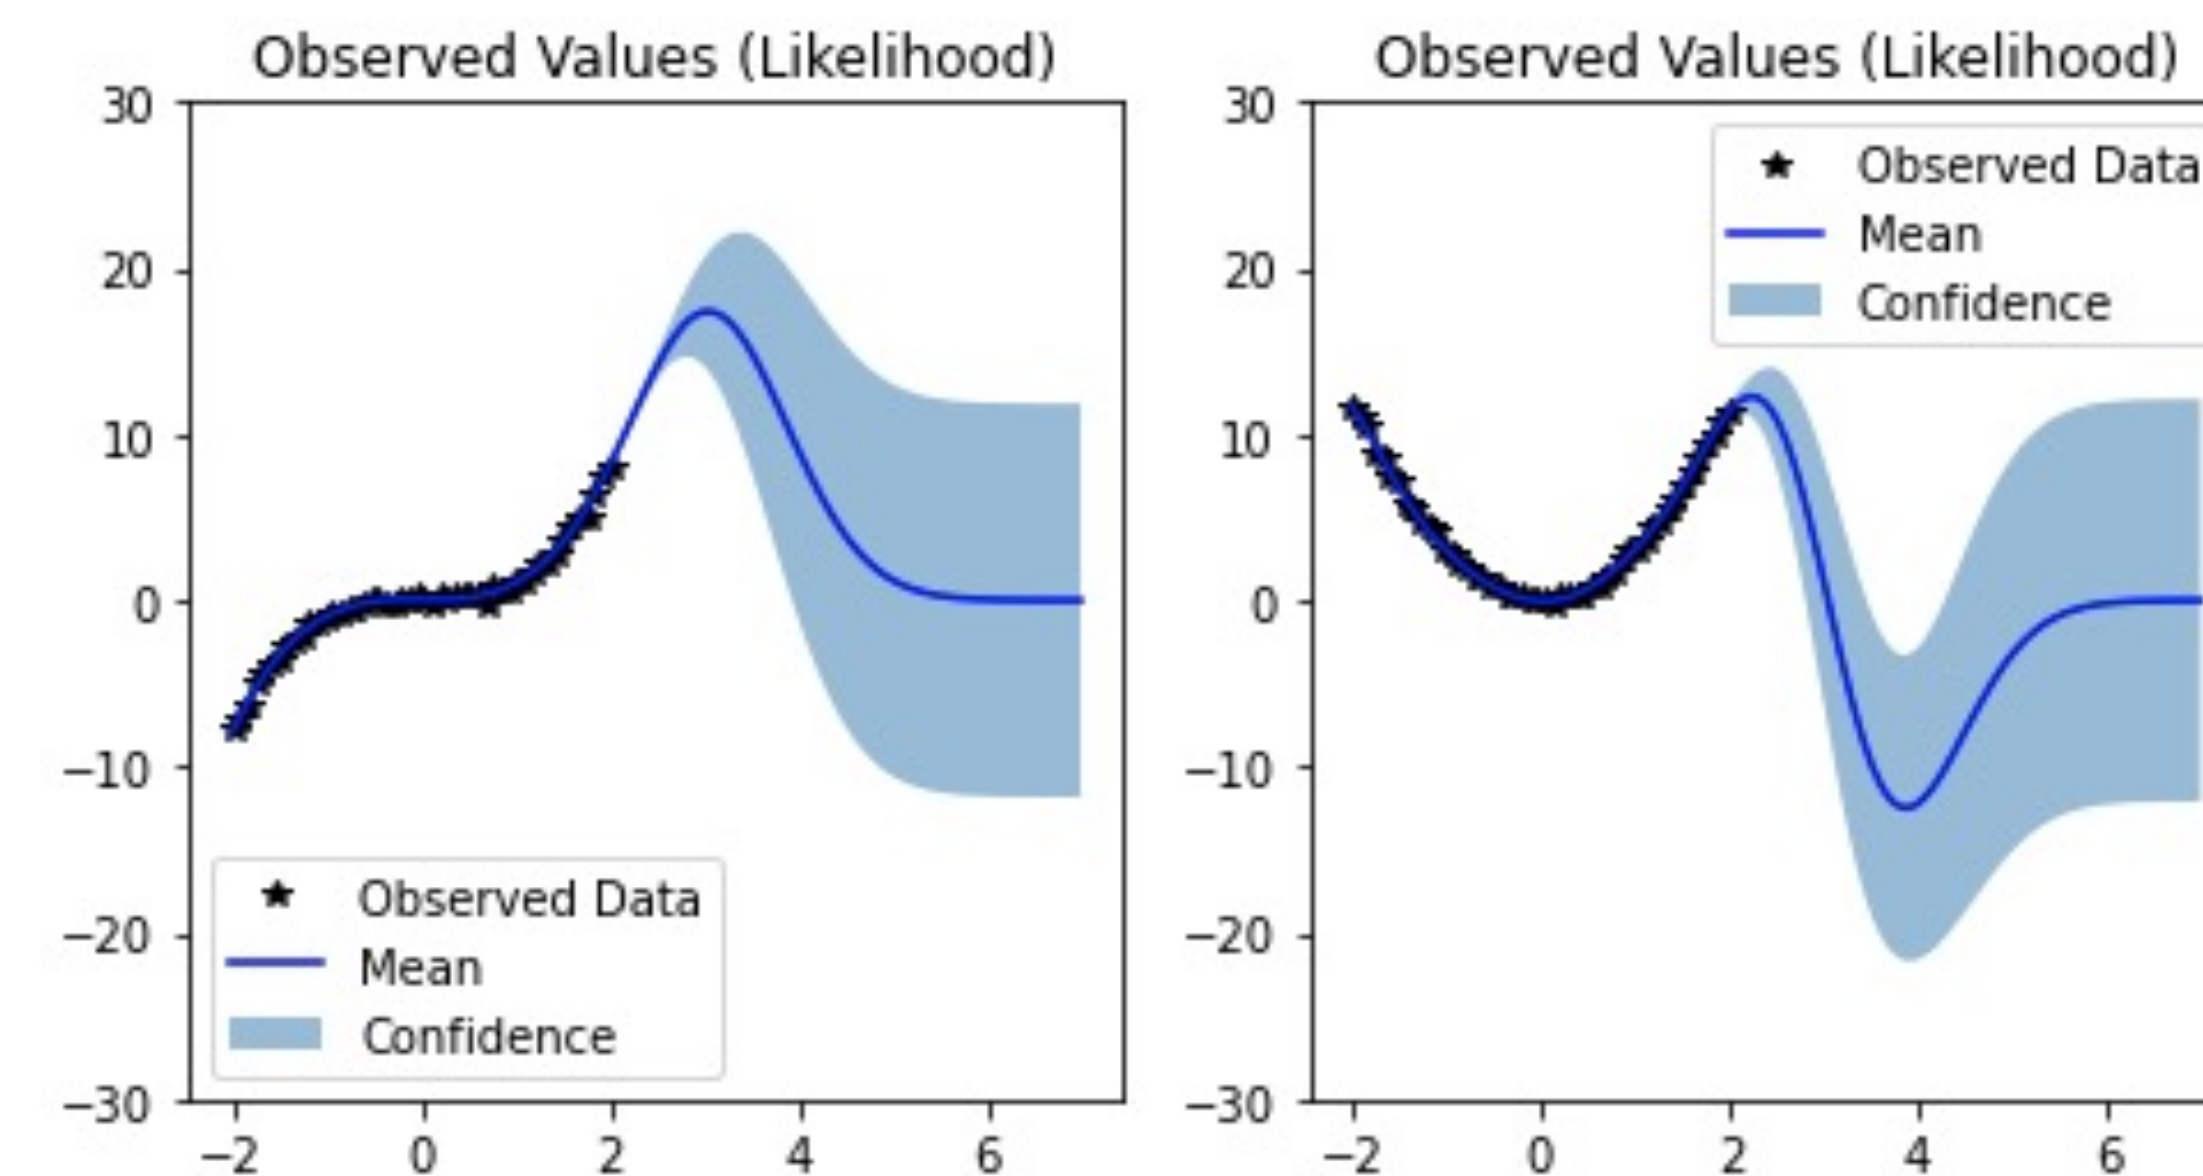 Observed Values (Likelihood)
30
20
10
0
−10
−20
−30
−2 0 2 4 6
Observed Data
Mean
Confidence
Observed Values (Likelihood)
30
20
10
0
−10
−20
−30
−2 0 2 4 6
Observed Data
Mean
Confidence